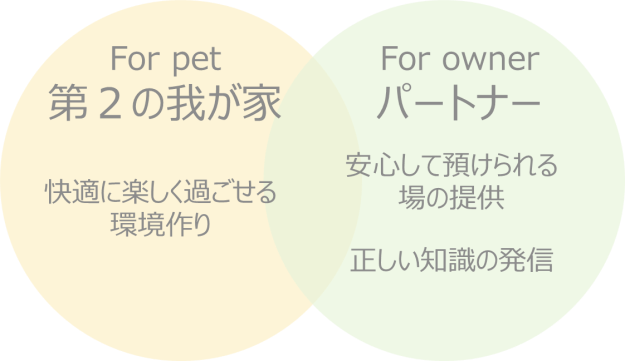 For pet
第２の我が家
快適に楽しく過ごせる
環境作り
For owner
パートナー
安心して預けられる
場の提供
正しい知識の発信